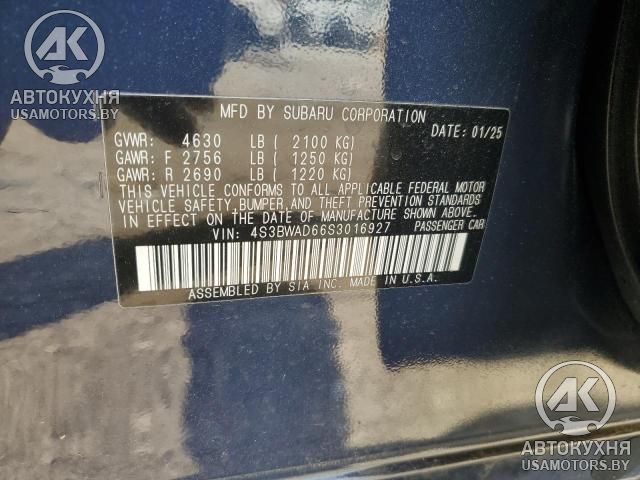 АК
АВТОКУХНЯ
USAMOTORS.BY
MFD BY SUBARU CORPORATION
DATE: 01/25
GVWR: 4630 LB ( 2100 KG)
GAWR: F 2756 LB ( 1250 KG)
GAWR: R 2690 LB ( 1220 KG)
THIS VEHICLE CONFORMS TO ALL APPLICABLE FEDERAL MOTOR
VEHICLE SAFETY,BUMPER,AND THEFT PREVENTION STANDARDS
IN EFFECT ON THE DATE OF MANUFACTURE SHOWN ABOVE.
VIN: 4S3BWAD66S3016927 PASSENGER CAR
ASSEMBLED BY SIA INC. MADE IN U.S.A.
АК
АВТОКУХНЯ
USAMOTORS.BY